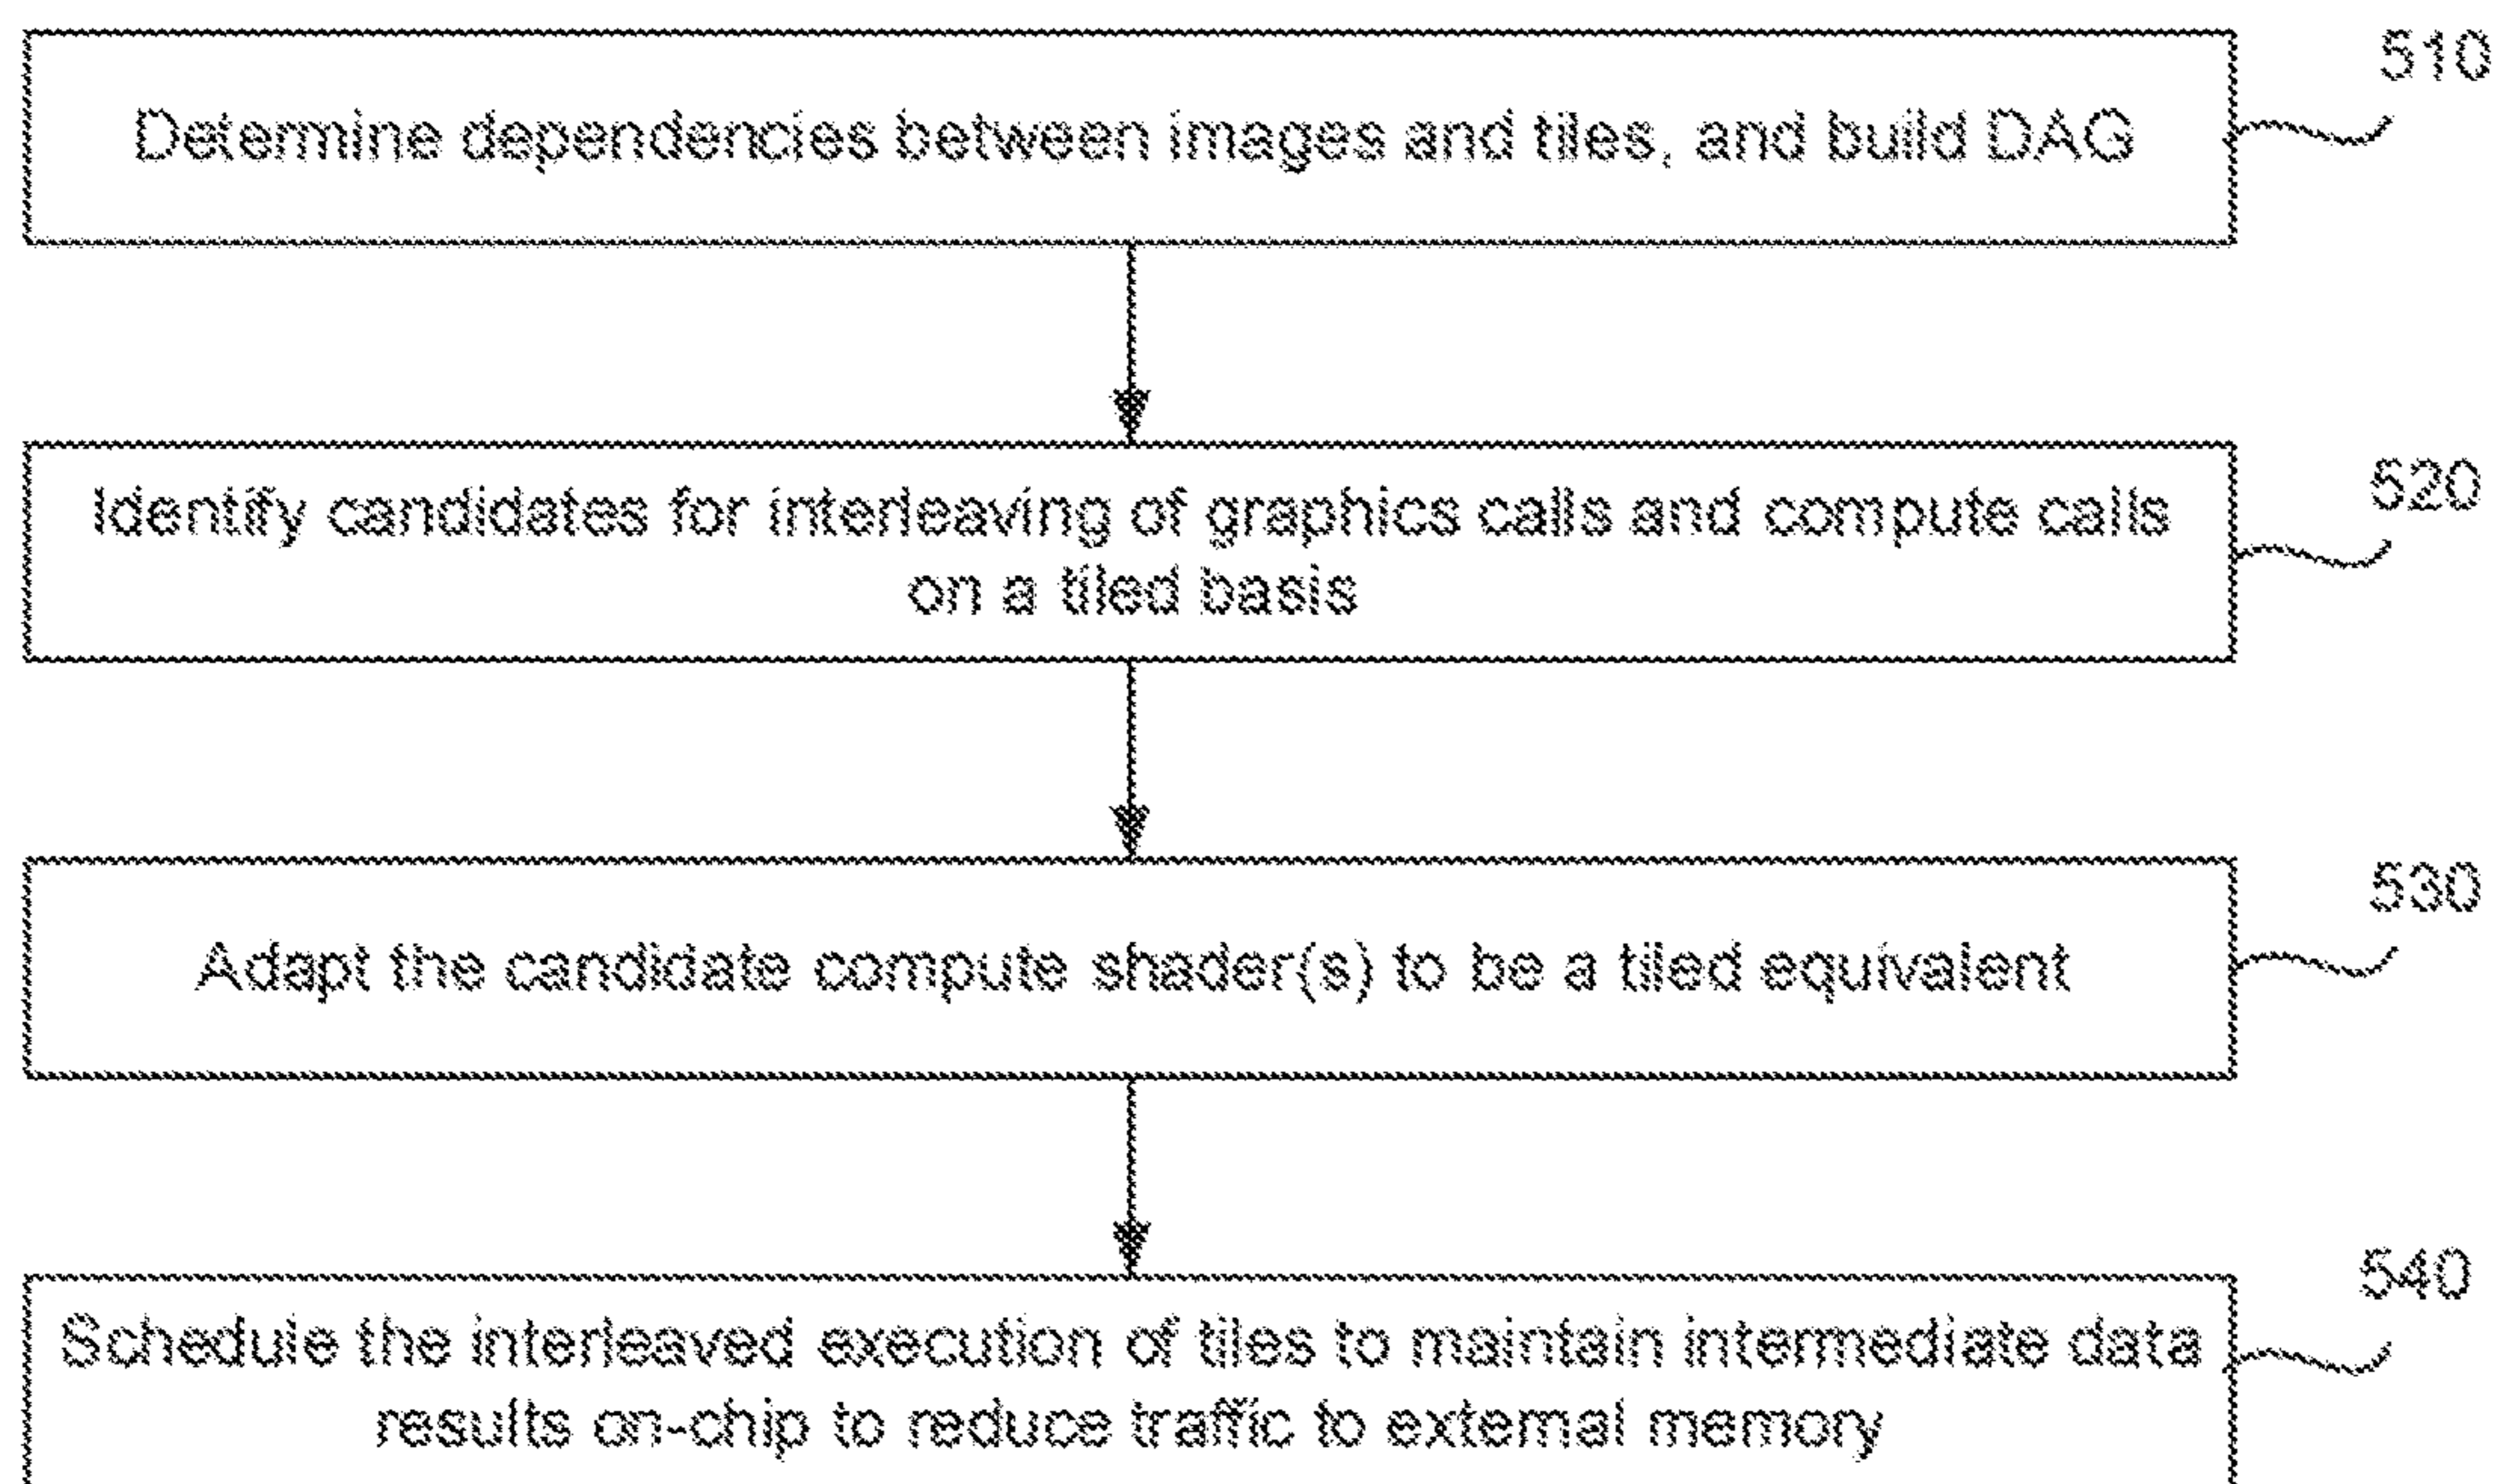 510
Determine dependencies between images and tiles, and build DAG
520
Identify candidates for interleaving of graphics calls and compute calls
on a tiled basis
530
Adapt the candidate compute shader(s) to be a tiled equivalent
540
Schedule the interleaved execution of tiles to maintain intermediate data
results on-chip to reduce traffic to external memory